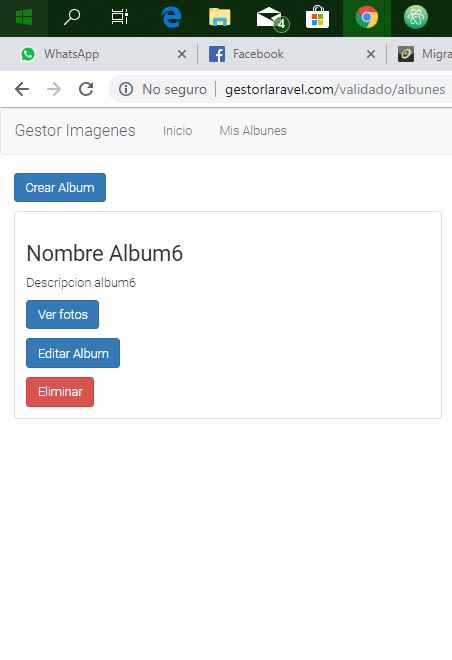 4
WhatsApp
Facebook
Migra
No seguro | gestorlaravel.com/validado/albunes
Gestor Imagenes Inicio Mis Albunes
Crear Album
Nombre Album6
Descripcion album6
Ver fotos
Editar Album
Eliminar